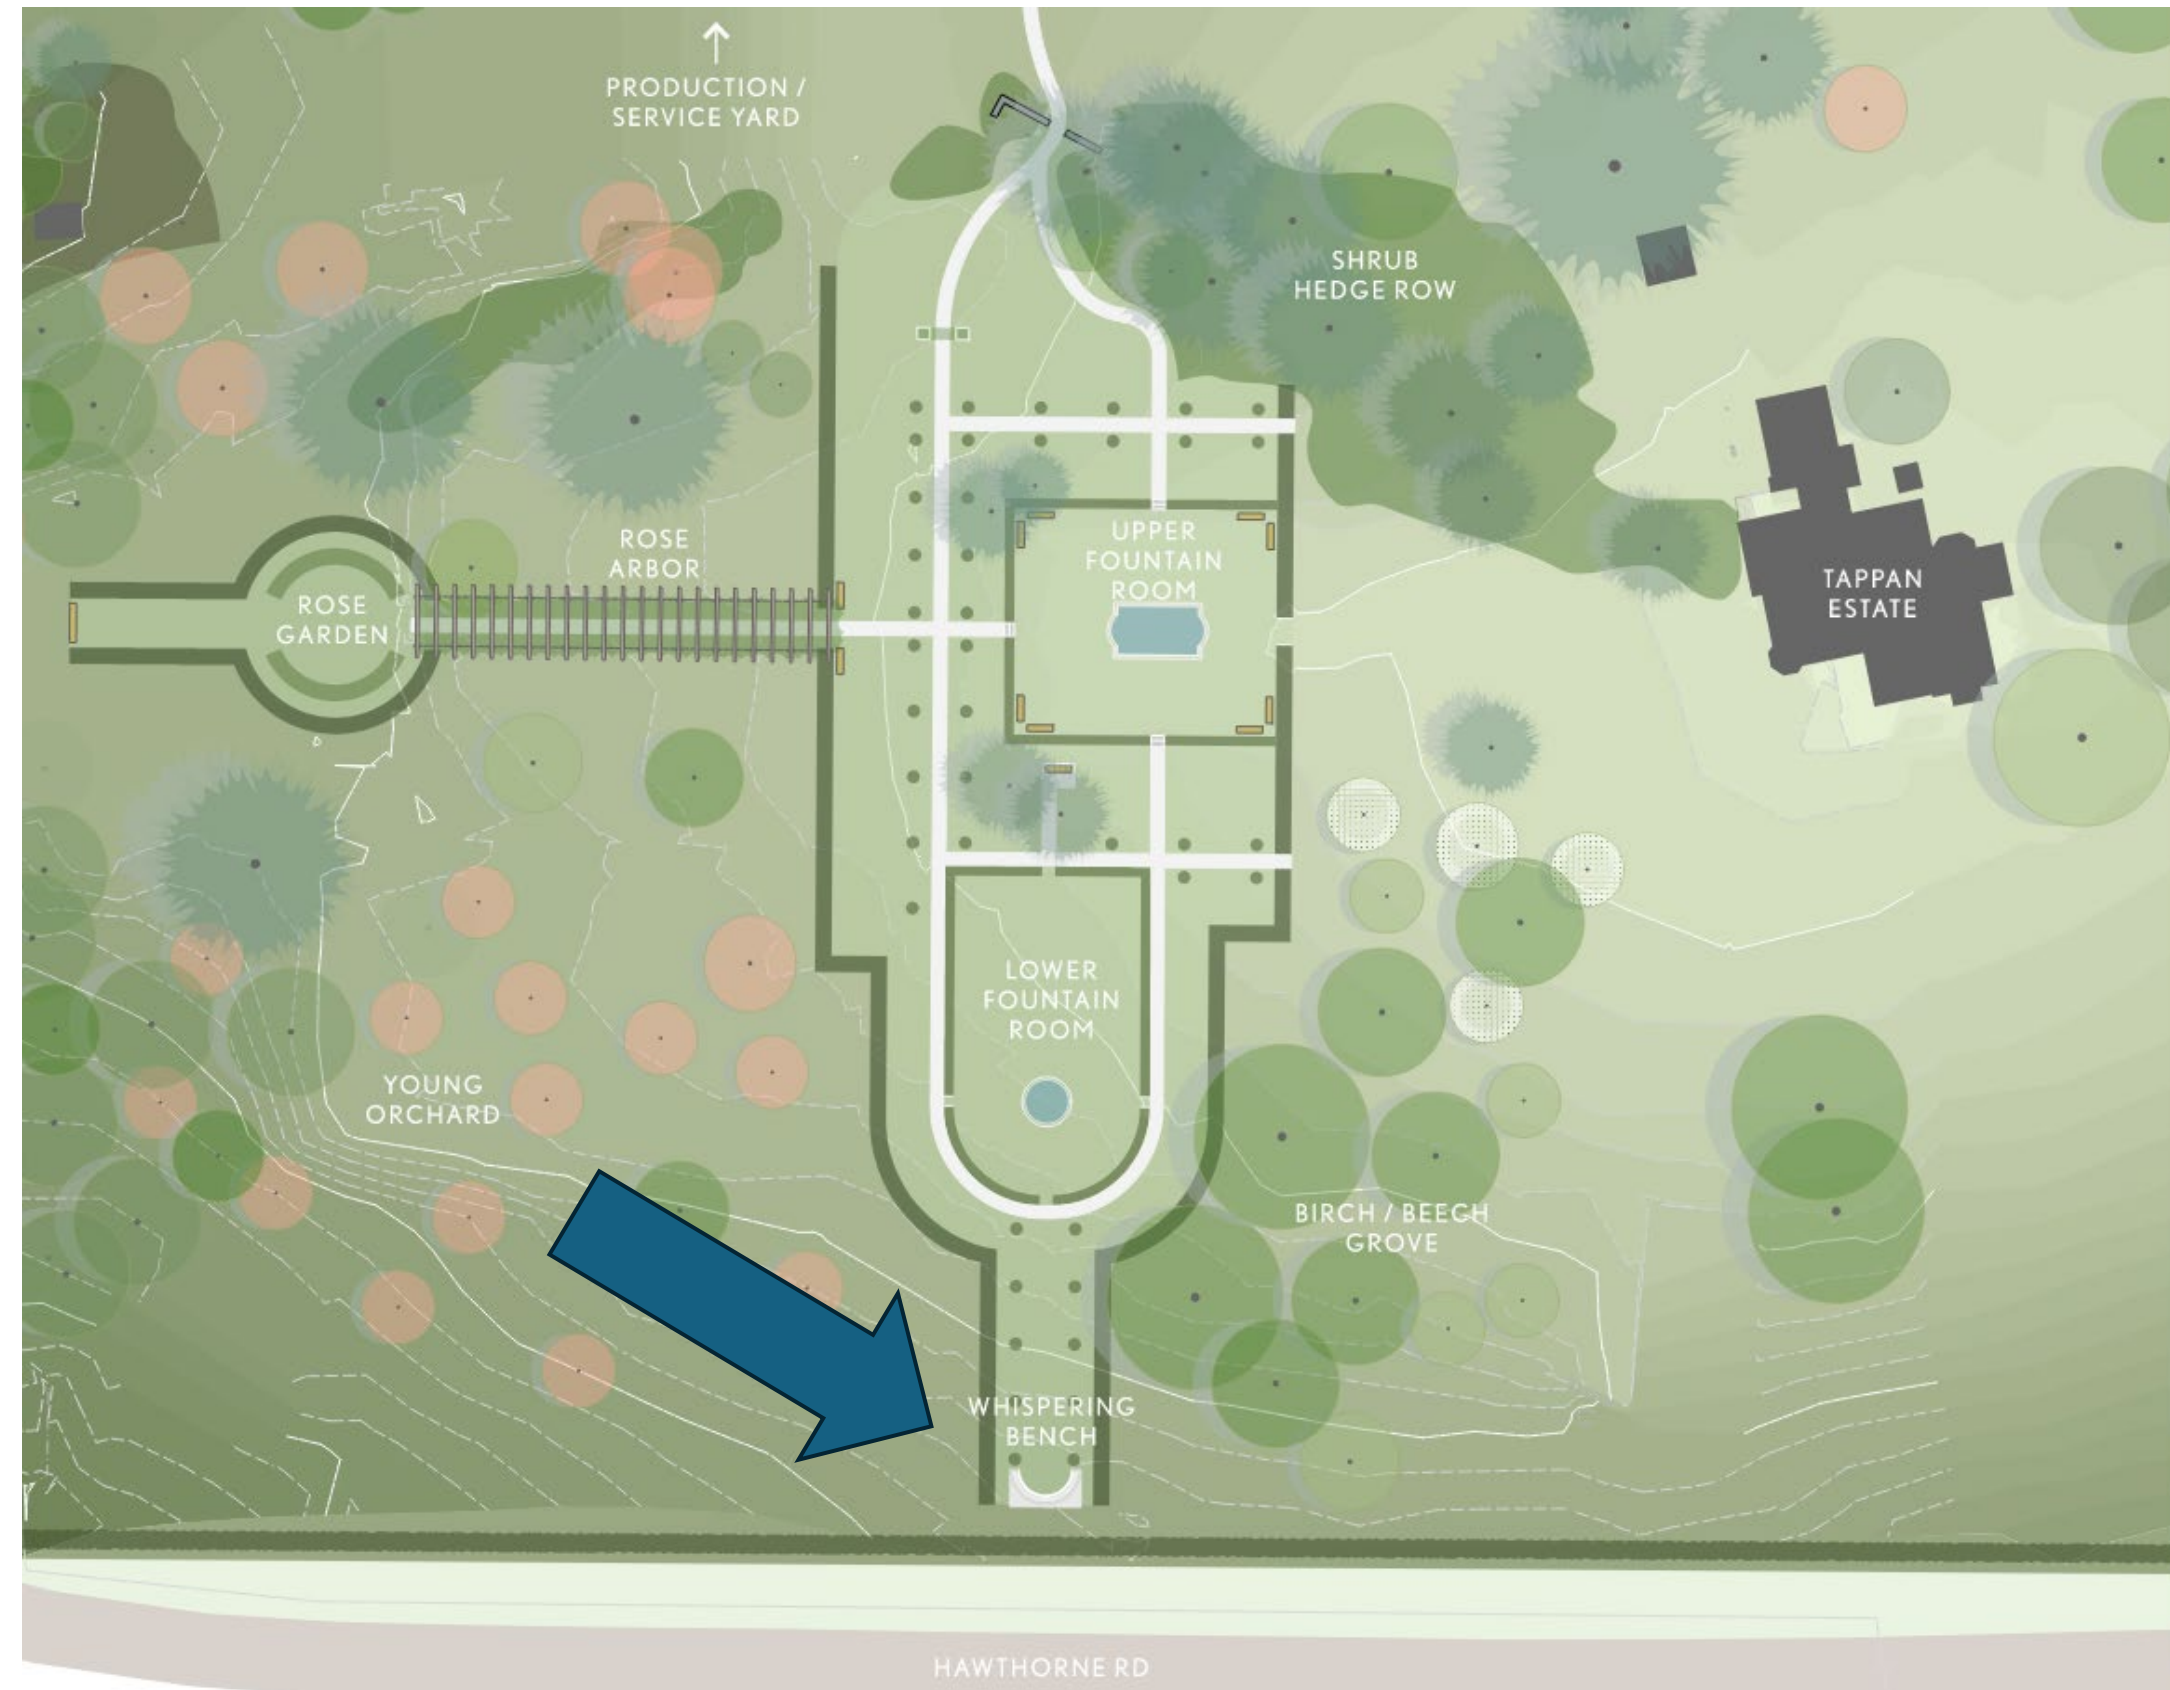 PRODUCTION /
SERVICE YARD
SHRUB
HEDGE ROW
ROSE
ARBOR
UPPER
FOUNTAIN
ROOM
ROSE
GARDEN
TAPPAN
ESTATE
LOWER
FOUNTAIN
ROOM
YOUNG
ORCHARD
BIRCH / BEECH
GROVE
WHISPERING
BENCH
HAWTHORNE RD